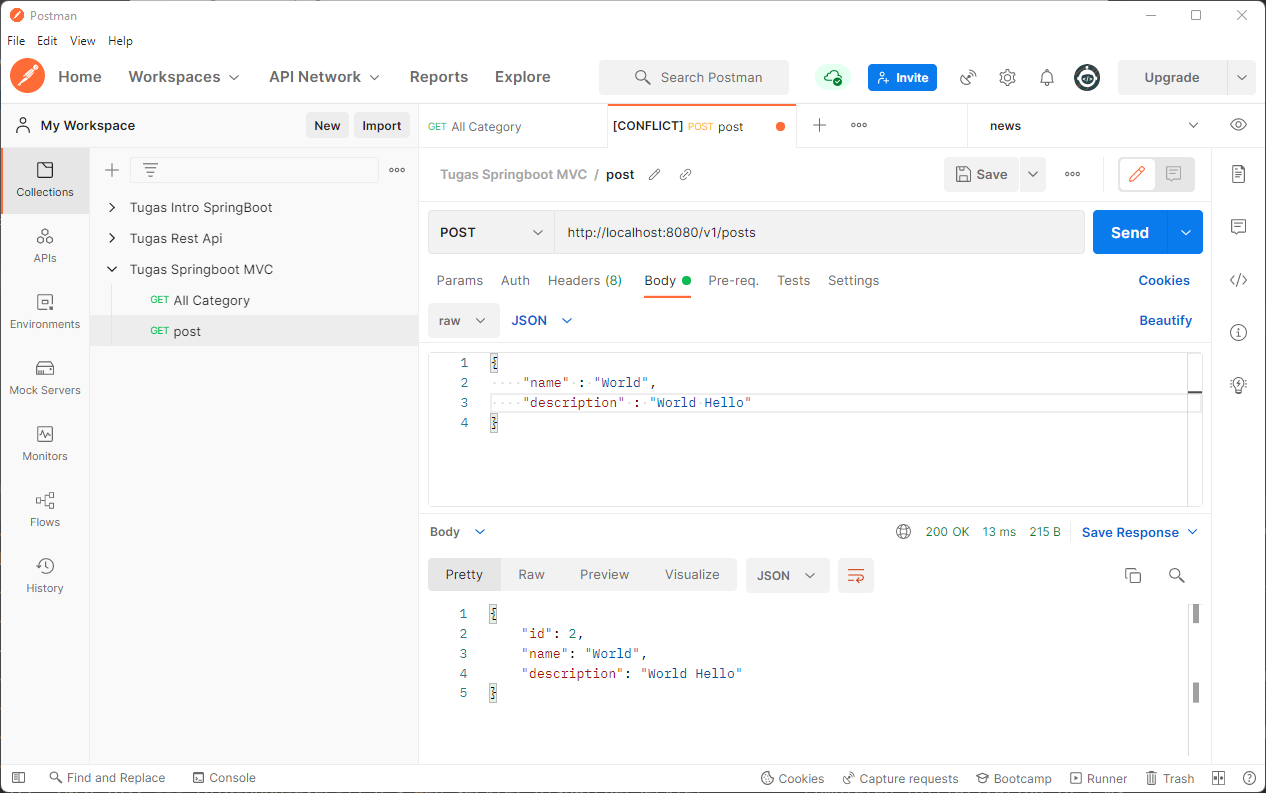 Postman
File Edit View Help
Home Workspaces API Network Reports Explore Search Postman Invite Upgrade
My Workspace New Import GET All Category [CONFLICT] POST post news
Collections
APIs
Environments
Mock Servers
Monitors
Flows
History
Tugas Intro SpringBoot
Tugas Rest Api
Tugas Springboot MVC
GET All Category
GET post
Tugas Springboot MVC / post Save
POST http://localhost:8080/v1/posts Send
Params Auth Headers (8) Body Pre-req. Tests Settings Cookies
raw JSON Beautify
1 {
2 "name" : "World",
3 "description" : "World Hello"
4 }
Body 200 OK 13 ms 215 B Save Response
Pretty Raw Preview Visualize JSON
1 {
2 "id": 2,
3 "name": "World",
4 "description": "World Hello"
5 }
Find and Replace Console Cookies Capture requests Bootcamp Runner Trash